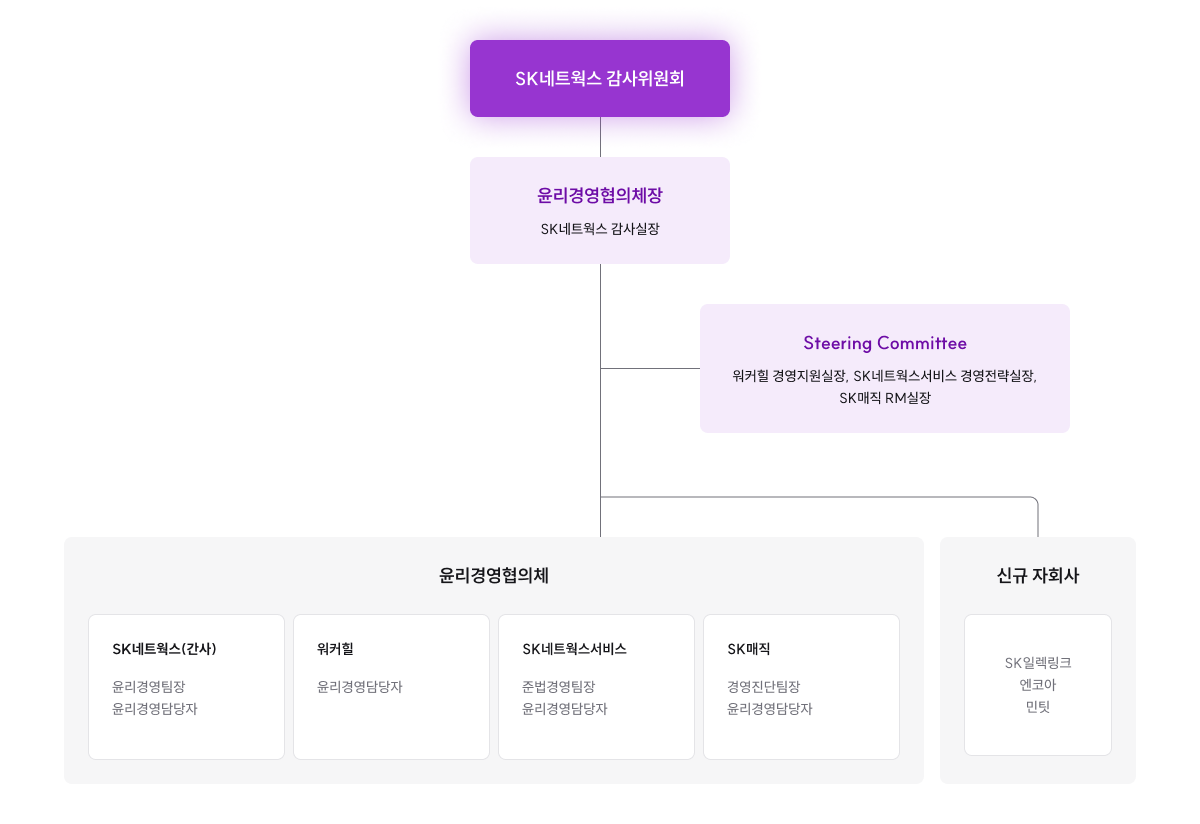 SK네트웍스 감사위원회
윤리경영협의체장
SK네트웍스 감사실장
Steering Committee
워커힐 경영지원실장, SK네트웍스서비스 경영전략실장,
SK매직 RM실장
윤리경영협의체
SK네트웍스(간사)
윤리경영팀장
윤리경영담당자
워커힐
윤리경영담당자
SK네트웍스서비스
준법경영팀장
윤리경영담당자
SK매직
경영진단팀장
윤리경영담당자
신규 자회사
SK일렉링크
엔코아
민팃